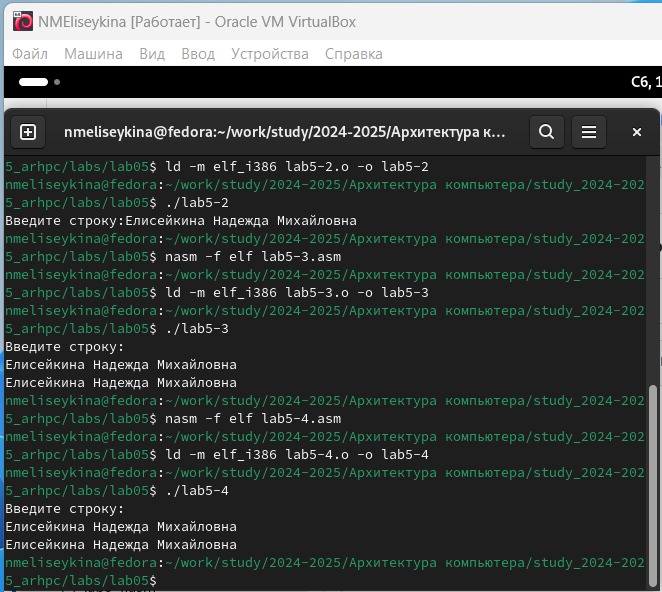 NMEliseykina [Работает] - Oracle VM VirtualBox
Файл Машина Вид Ввод Устройства Справка
Сб, 1
nmeliseykina@fedora:~/work/study/2024-2025/Архитектура к...
5_arhpc/labs/lab05$ ld -m elf_i386 lab5-2.o -o lab5-2
nmeliseykina@fedora:~/work/study/2024-2025/Архитектура компьютера/study_2024-202
5_arhpc/labs/lab05$ ./lab5-2
Введите строку:Елисейкина Надежда Михайловна
nmeliseykina@fedora:~/work/study/2024-2025/Архитектура компьютера/study_2024-202
5_arhpc/labs/lab05$ nasm -f elf lab5-3.asm
nmeliseykina@fedora:~/work/study/2024-2025/Архитектура компьютера/study_2024-202
5_arhpc/labs/lab05$ ld -m elf_i386 lab5-3.o -o lab5-3
nmeliseykina@fedora:~/work/study/2024-2025/Архитектура компьютера/study_2024-202
5_arhpc/labs/lab05$ ./lab5-3
Введите строку:
Елисейкина Надежда Михайловна
Елисейкина Надежда Михайловна
nmeliseykina@fedora:~/work/study/2024-2025/Архитектура компьютера/study_2024-202
5_arhpc/labs/lab05$ nasm -f elf lab5-4.asm
nmeliseykina@fedora:~/work/study/2024-2025/Архитектура компьютера/study_2024-202
5_arhpc/labs/lab05$ ld -m elf_i386 lab5-4.o -o lab5-4
nmeliseykina@fedora:~/work/study/2024-2025/Архитектура компьютера/study_2024-202
5_arhpc/labs/lab05$ ./lab5-4
Введите строку:
Елисейкина Надежда Михайловна
Елисейкина Надежда Михайловна
nmeliseykina@fedora:~/work/study/2024-2025/Архитектура компьютера/study_2024-202
5_arhpc/labs/lab05$